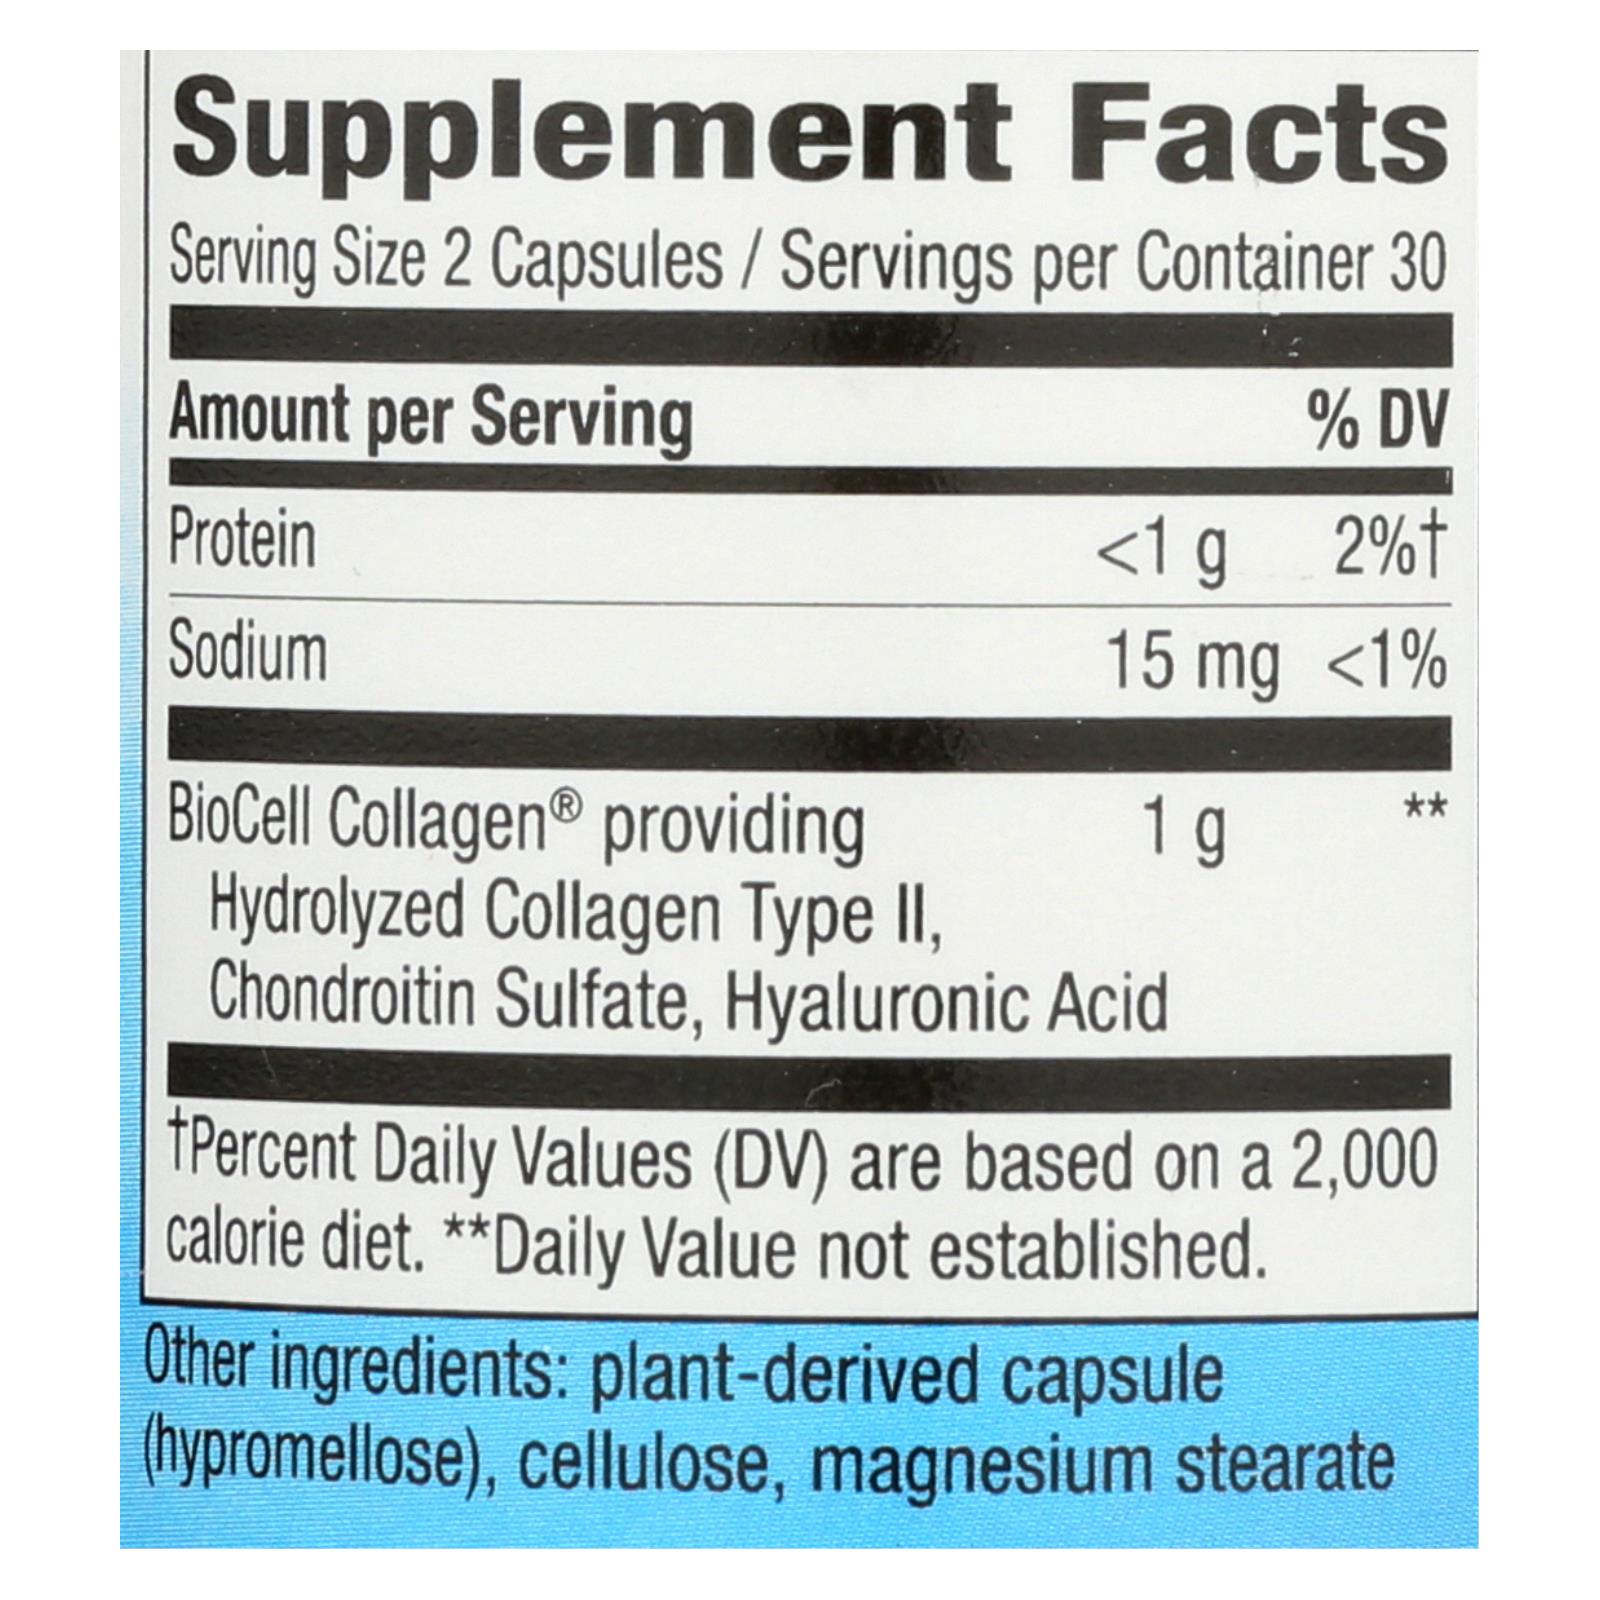 Supplement Facts
Serving Size 2 Capsules / Servings per Container 30
Amount per Serving % DV
Protein <1 g 2%†
Sodium 15 mg <1%
BioCell Collagen® providing 1 g **
Hydrolyzed Collagen Type II,
Chondroitin Sulfate, Hyaluronic Acid
†Percent Daily Values (DV) are based on a 2,000
calorie diet. **Daily Value not established.
Other ingredients: plant-derived capsule
(hypromellose), cellulose, magnesium stearate